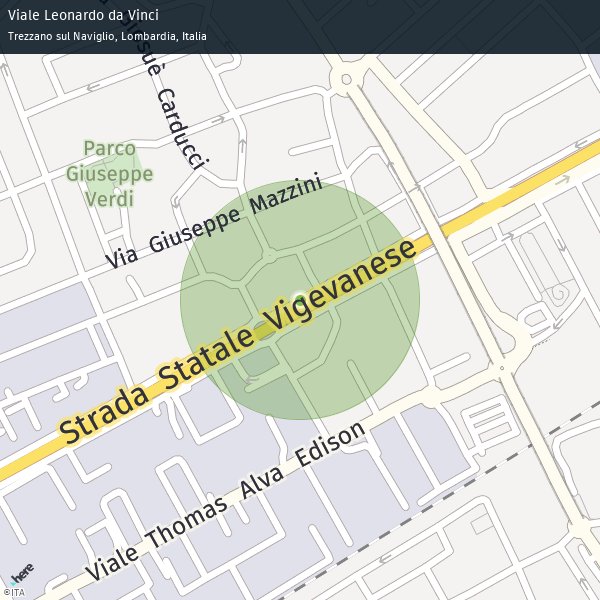 Viale Leonardo da Vinci
Trezzano sul Naviglio, Lombardia, Italia
Carducci
Parco
Giuseppe
Verdi
Via Giuseppe Mazzini
Strada Statale Vigevanese
Viale Thomas Alva Edison
here
©ITA